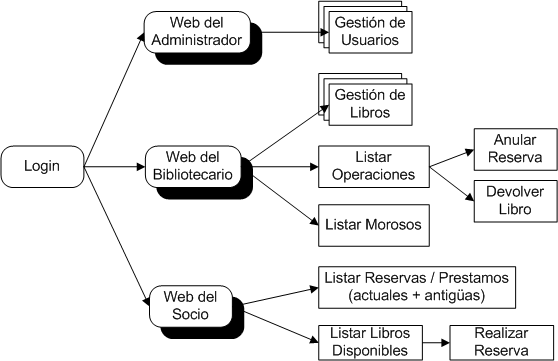 Web del
Administrador
Gestión de
Usuarios
Gestión de
Libros
Login
Web del
Bibliotecario
Listar
Operaciones
Anular
Reserva
Devolver
Libro
Listar Morosos
Web del
Socio
Listar Reservas / Prestamos
(actuales + antigüas)
Listar Libros
Disponibles
Realizar
Reserva